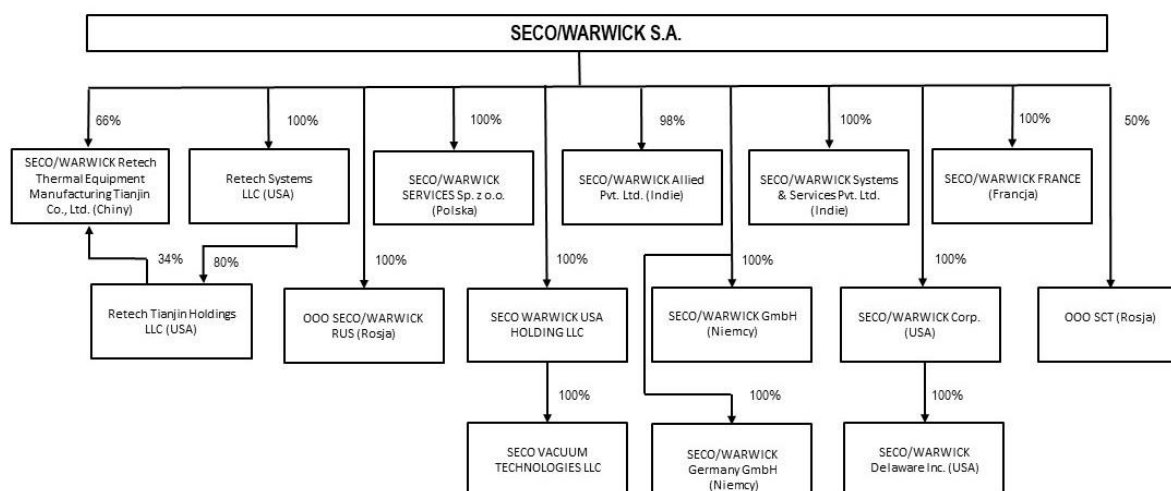 SECO/WARWICK S.A.
66%
100%
100%
98%
100%
100%
50%
SECO/WARWICK Retech
Thermal Equipment
Manufacturing Tianjin
Co., Ltd. (Chiny)
Retech Systems
LLC (USA)
SECO/WARWICK
SERVICES Sp. z o.o.
(Polska)
SECO/WARWICK Allied
Pvt. Ltd. (Indie)
SECO/WARWICK Systems
& Services Pvt. Ltd.
(Indie)
SECO/WARWICK FRANCE
(Francja)
34%
80%
100%
100%
100%
100%
Retech Tianjin Holdings
LLC (USA)
OOO SECO/WARWICK
RUS (Rosja)
SECO WARWICK USA
HOLDING LLC
SECO/WARWICK GmbH
(Niemcy)
SECO/WARWICK Corp.
(USA)
OOO SCT (Rosja)
100%
100%
100%
SECO VACUUM
TECHNOLOGIES LLC
SECO/WARWICK
Germany GmbH
(Niemcy)
SECO/WARWICK
Delaware Inc. (USA)